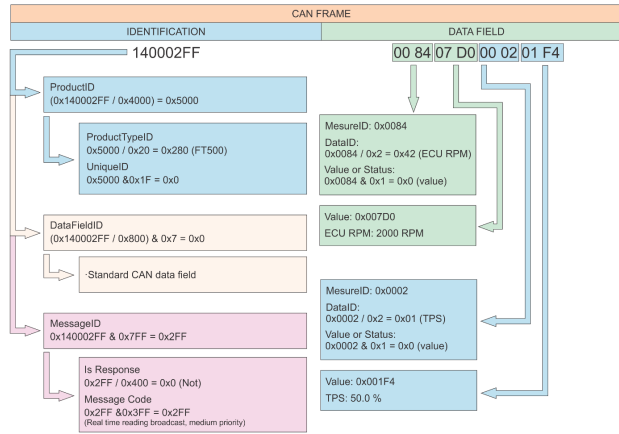 CAN FRAME
IDENTIFICATION
DATA FIELD
140002FF
00 84 07 D0 00 02 01 F4
ProductID
(0x140002FF / 0x4000) = 0x5000
ProductTypeID
0x5000 / 0x20 = 0x280 (FT500)
UniqueID
0x5000 &0x1F = 0x0
DataFieldID
(0x140002FF / 0x800) & 0x7 = 0x0
·Standard CAN data field
MessageID
0x140002FF & 0x7FF = 0x2FF
Is Response
0x2FF / 0x400 = 0x0 (Not)
Message Code
0x2FF &0x3FF = 0x2FF
(Real time reading broadcast, medium priority)
MesureID: 0x0084
DataID:
0x0084 / 0x2 = 0x42 (ECU RPM)
Value or Status:
0x0084 & 0x1 = 0x0 (value)
Value: 0x007D0
ECU RPM: 2000 RPM
MesureID: 0x0002
DataID:
0x0002 / 0x2 = 0x01 (TPS)
Value or Status:
0x0002 & 0x1 = 0x0 (value)
Value: 0x001F4
TPS: 50.0 %